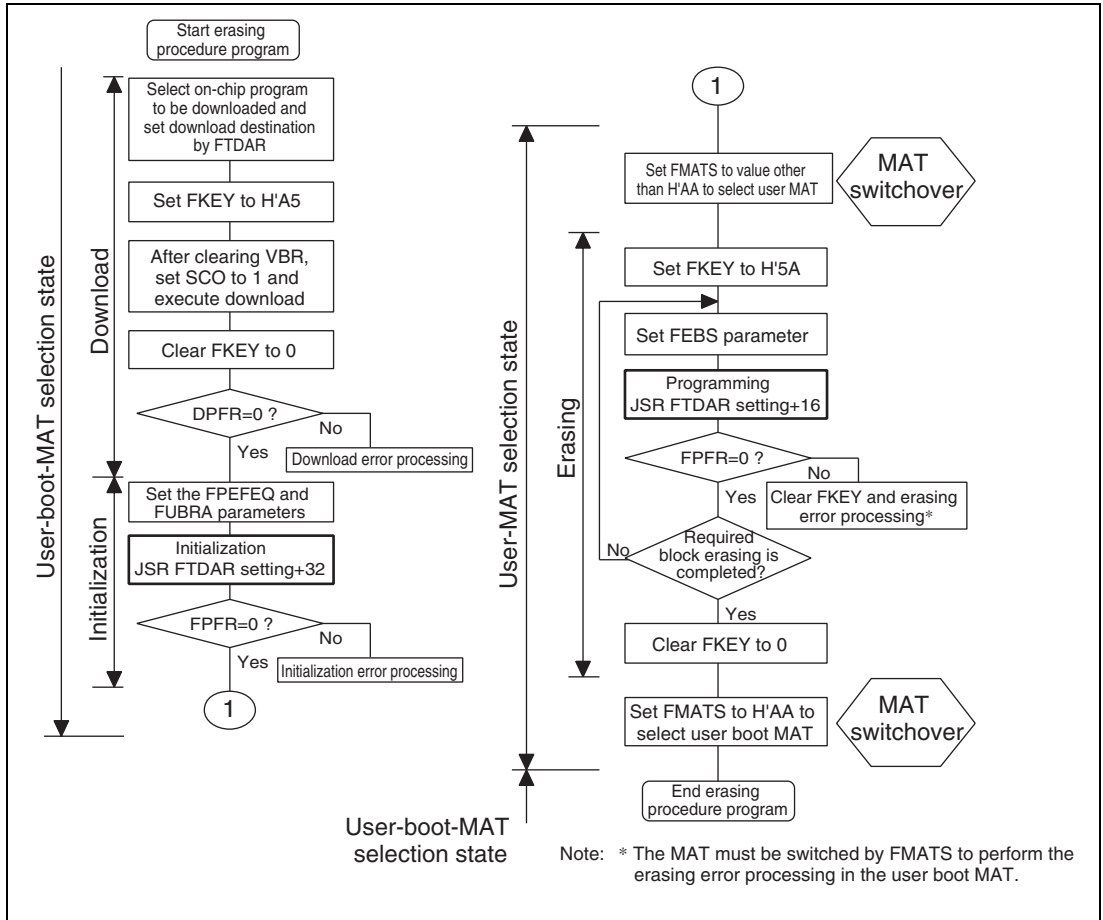 Start erasing
procedure program
Select on-chip program
to be downloaded and
set download destination
by FTDAR
Set FKEY to H'A5
After clearing VBR,
set SCO to 1 and
execute download
Clear FKEY to 0
DPFR=0 ?
No
Yes
Download error processing
Set the FPEFEQ and
FUBRA parameters
Initialization
JSR FTDAR setting+32
FPFR=0 ?
No
Yes
Initialization error processing
1
User-boot-MAT selection state
Download
Initialization
1
Set FMATS to value other
than H'AA to select user MAT
MAT
switchover
Set FKEY to H'5A
Set FEBS parameter
Programming
JSR FTDAR setting+16
FPFR=0 ?
No
Yes
Clear FKEY and erasing
error processing*
Required
block erasing is
completed?
No
Yes
Clear FKEY to 0
Set FMATS to H'AA to
select user boot MAT
MAT
switchover
End erasing
procedure program
User-MAT selection state
Erasing
User-boot-MAT
selection state
Note: * The MAT must be switched by FMATS to perform the
erasing error processing in the user boot MAT.